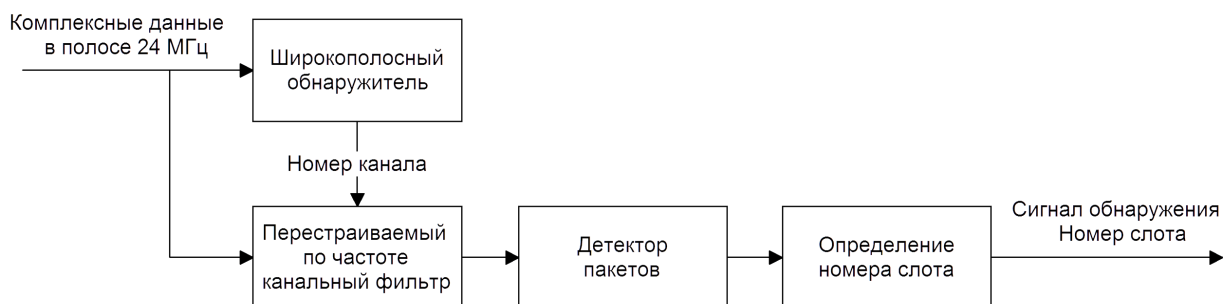 Комплексные данные
в полосе 24 МГц
Широкополосный
обнаружитель
Номер канала
Перестраиваемый
по частоте
канальный фильтр
Детектор
пакетов
Определение
номера слота
Сигнал обнаружения
Номер слота